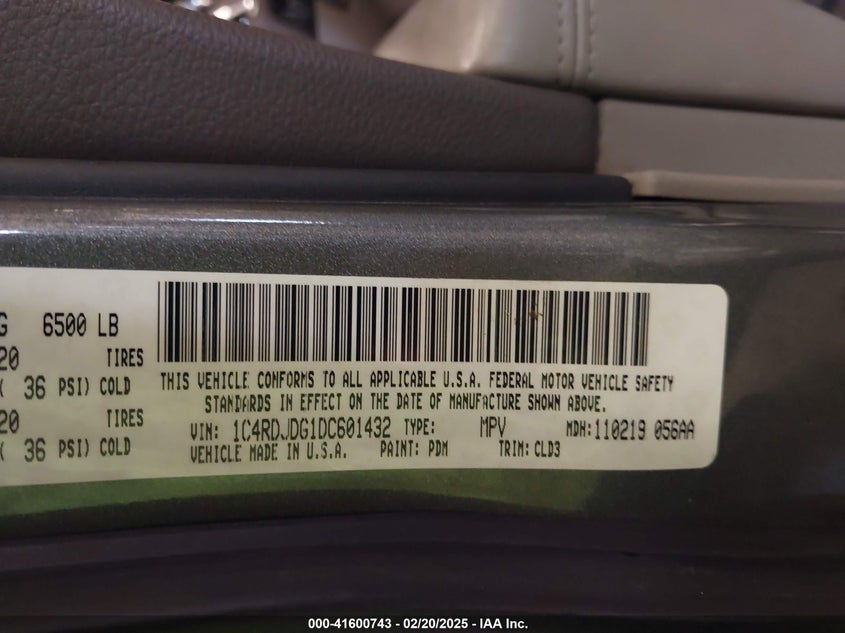 G 6500 LB
20 TIRES
( 36 PSI) COLD
20 TIRES
( 36 PSI) COLD
THIS VEHICLE CONFORMS TO ALL APPLICABLE U.S.A. FEDERAL MOTOR VEHICLE SAFETY
STANDARDS IN EFFECT ON THE DATE OF MANUFACTURE SHOWN ABOVE.
VIN: 1C4RDJDG1DC601432 TYPE: MPV MDH:110219 056AA
VEHICLE MADE IN U.S.A. PAINT: PDM TRIM: CLD3
000-41600743 / 02/20/2025 - IAA Inc.